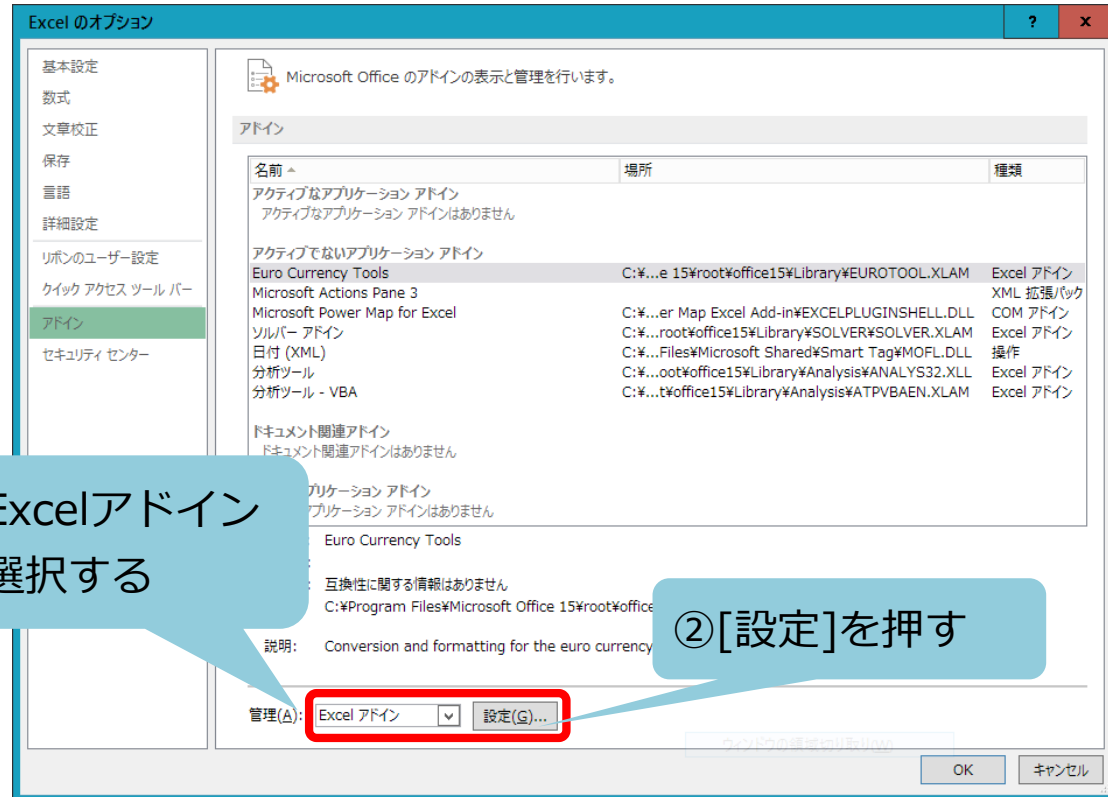 Excel のオプション
? x
基本設定
数式
文章校正
保存
言語
詳細設定
リボンのユーザー設定
クイック アクセス ツール バー
アドイン
セキュリティ センター
Microsoft Office のアドインの表示と管理を行います。
アドイン
名前 場所 種類
アクティブなアプリケーション アドイン
アクティブなアプリケーション アドインはありません
アクティブでないアプリケーション アドイン
Euro Currency Tools C:¥...e 15¥root¥office15¥Library¥EUROTOOL.XLAM Excel アドイン
Microsoft Actions Pane 3 XML 拡張パック
Microsoft Power Map for Excel C:¥...er Map Excel Add-in¥EXCELPLUGINSHELL.DLL COM アドイン
ソルバー アドイン C:¥...root¥office15¥Library¥SOLVER¥SOLVER.XLAM Excel アドイン
日付 (XML) C:¥...Files¥Microsoft Shared¥Smart Tag¥MOFL.DLL 操作
分析ツール C:¥...oot¥office15¥Library¥Analysis¥ANALYS32.XLL Excel アドイン
分析ツール - VBA C:¥...t¥office15¥Library¥Analysis¥ATPVBAEN.XLAM Excel アドイン
ドキュメント関連アドイン
ドキュメント関連アドインはありません
プリケーション アドイン
プリケーション アドインはありません
Excelアドイン
選択する
Euro Currency Tools
: 互換性に関する情報はありません
C:¥Program Files¥Microsoft Office 15¥root¥office
説明: Conversion and formatting for the euro currency
②[設定]を押す
管理(A): Excel アドイン 設定(G)...
ウィンドウの領域切り取り(W)
OK キャンセル